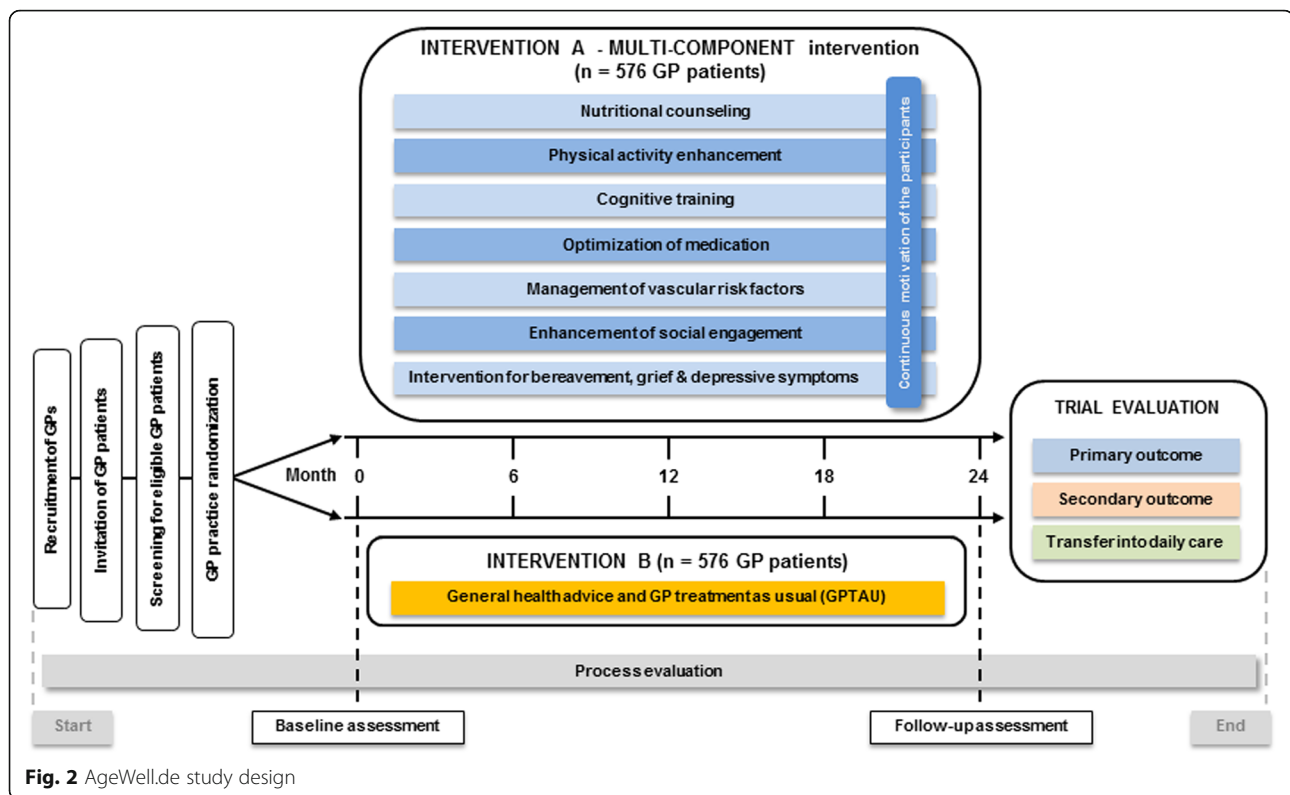 INTERVENTION A - MULTI-COMPONENT intervention
(n = 576 GP patients)
Nutritional counseling
Physical activity enhancement
Cognitive training
Optimization of medication
Management of vascular risk factors
Enhancement of social engagement
Intervention for bereavement, grief & depressive symptoms
Continuous motivation of the participants
Recruitment of GPs
Invitation of GP patients
Screening for eligible GP patients
GP practice randomization
Month
0
6
12
18
24
INTERVENTION B (n = 576 GP patients)
General health advice and GP treatment as usual (GPTAU)
TRIAL EVALUATION
Primary outcome
Secondary outcome
Transfer into daily care
Process evaluation
Start
Baseline assessment
Follow-up assessment
End
Fig. 2 AgeWell.de study design